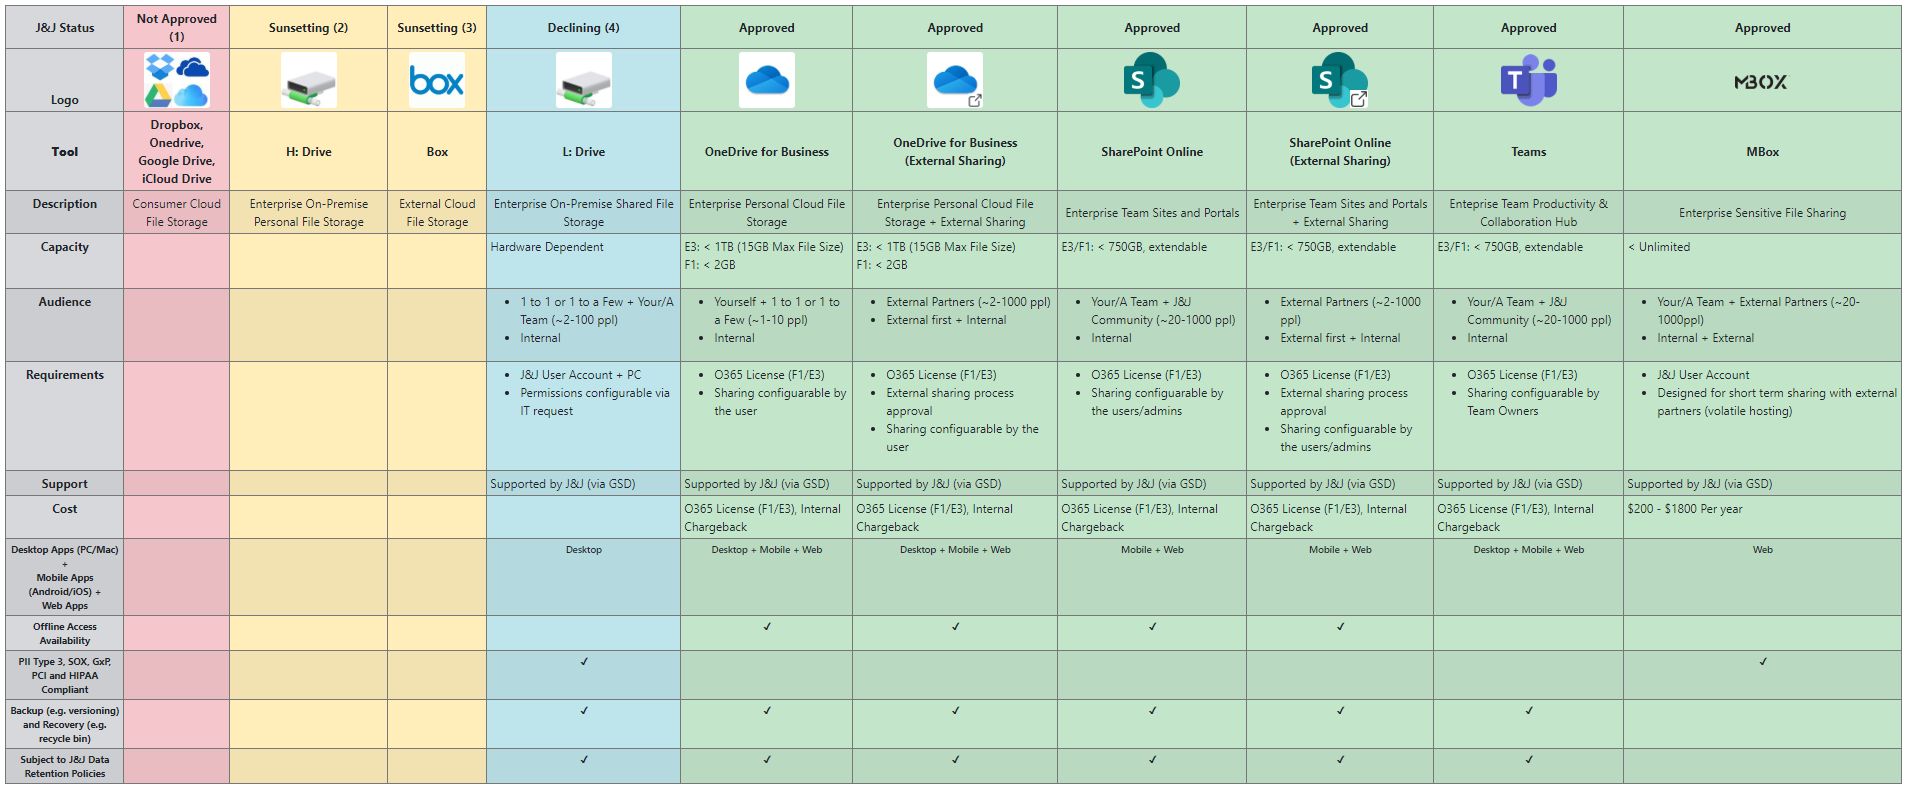 J&J Status
Not Approved (1)
Sunsetting (2)
Sunsetting (3)
Declining (4)
Approved
Approved
Approved
Approved
Approved
Approved
Logo
box
S
S
T
MBOX
Tool
Dropbox,
Onedrive,
Google Drive,
iCloud Drive
H: Drive
Box
L: Drive
OneDrive for Business
OneDrive for Business
(External Sharing)
SharePoint Online
SharePoint Online
(External Sharing)
Teams
MBox
Description
Consumer Cloud
File Storage
Enterprise On-Premise
Personal File Storage
External Cloud
File Storage
Enterprise On-Premise Shared File
Storage
Enterprise Personal Cloud File
Storage
Enterprise Personal Cloud File
Storage + External Sharing
Enterprise Team Sites and Portals
Enterprise Team Sites and Portals
+ External Sharing
Enteprise Team Productivity &
Collaboration Hub
Enterprise Sensitive File Sharing
Capacity
Hardware Dependent
E3: < 1TB (15GB Max File Size)
F1: < 2GB
E3: < 1TB (15GB Max File Size)
F1: < 2GB
E3/F1: < 750GB, extendable
E3/F1: < 750GB, extendable
E3/F1: < 750GB, extendable
< Unlimited
Audience
• 1 to 1 or 1 to a Few + Your/A
Team (~2-100 ppl)
• Internal
• Yourself + 1 to 1 or 1 to
a Few (~1-10 ppl)
• Internal
• External Partners (~2-1000 ppl)
• External first + Internal
• Your/A Team + J&J
Community (~20-1000 ppl)
• Internal
• External Partners (~2-1000
ppl)
• External first + Internal
• Your/A Team + J&J
Community (~20-1000 ppl)
• Internal
• Your/A Team + External Partners (~20-
1000ppl)
• Internal + External
Requirements
• J&J User Account + PC
• Permissions configurable via
IT request
• O365 License (F1/E3)
• Sharing configuarable by
the user
• O365 License (F1/E3)
• External sharing process
approval
• Sharing configuarable by the
user
• O365 License (F1/E3)
• Sharing configuarable by
the users/admins
• O365 License (F1/E3)
• External sharing process
approval
• Sharing configuarable by
the users/admins
• O365 License (F1/E3)
• Sharing configuarable by
Team Owners
• J&J User Account
• Designed for short term sharing with external
partners (volatile hosting)
Support
Supported by J&J (via GSD)
Supported by J&J (via GSD)
Supported by J&J (via GSD)
Supported by J&J (via GSD)
Supported by J&J (via GSD)
Supported by J&J (via GSD)
Supported by J&J (via GSD)
Cost
O365 License (F1/E3), Internal
Chargeback
O365 License (F1/E3), Internal
Chargeback
O365 License (F1/E3), Internal
Chargeback
O365 License (F1/E3), Internal
Chargeback
O365 License (F1/E3), Internal
Chargeback
$200 - $1800 Per year
Desktop Apps (PC/Mac)
+
Mobile Apps
(Android/iOS) +
Web Apps
Desktop
Desktop + Mobile + Web
Desktop + Mobile + Web
Mobile + Web
Mobile + Web
Desktop + Mobile + Web
Web
Offline Access
Availability
✓
✓
✓
✓
PII Type 3, SOX, GxP,
PCI and HIPAA
Compliant
✓
✓
Backup (e.g. versioning)
and Recovery (e.g.
recycle bin)
✓
✓
✓
✓
✓
✓
Subject to J&J Data
Retention Policies
✓
✓
✓
✓
✓
✓